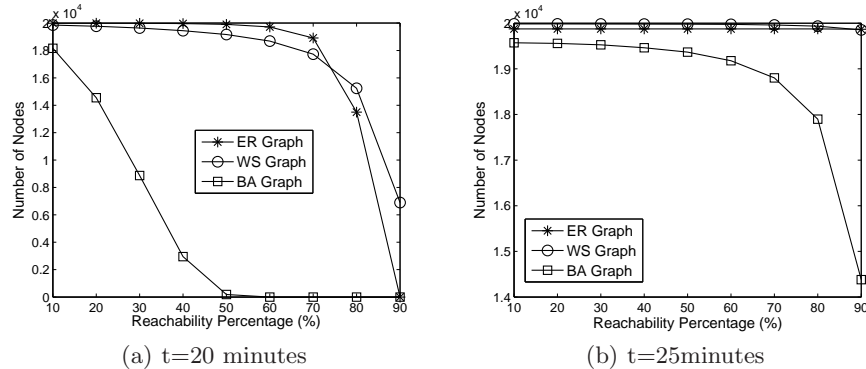 x 10^4
2
1.8
1.6
1.4
1.2
1
0.8
0.6
0.4
0.2
0
Number of Nodes
ER Graph
WS Graph
BA Graph
10 20 30 40 50 60 70 80 90
Reachability Percentage (%)
(a) t=20 minutes
x 10^4
2
1.9
1.8
1.7
1.6
1.5
1.4
Number of Nodes
ER Graph
WS Graph
BA Graph
10 20 30 40 50 60 70 80 90
Reachability Percentage (%)
(b) t=25minutes